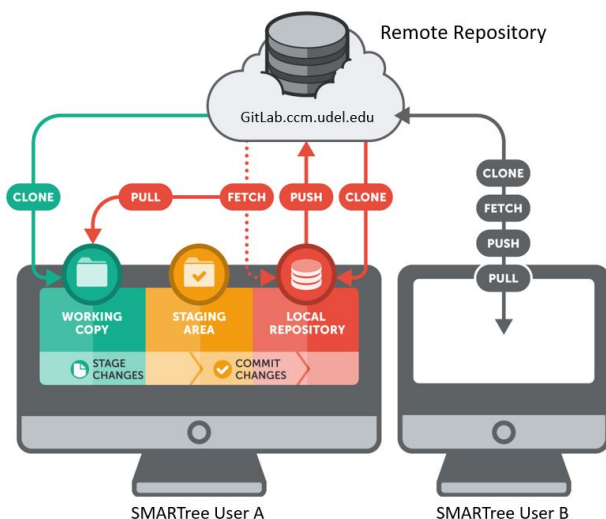 Remote Repository
GitLab.ccm.udel.edu
CLONE
PULL
FETCH
PUSH
CLONE
CLONE
FETCH
PUSH
PULL
WORKING
COPY
STAGING
AREA
LOCAL
REPOSITORY
STAGE
CHANGES
COMMIT
CHANGES
SMARTree User A
SMARTree User B